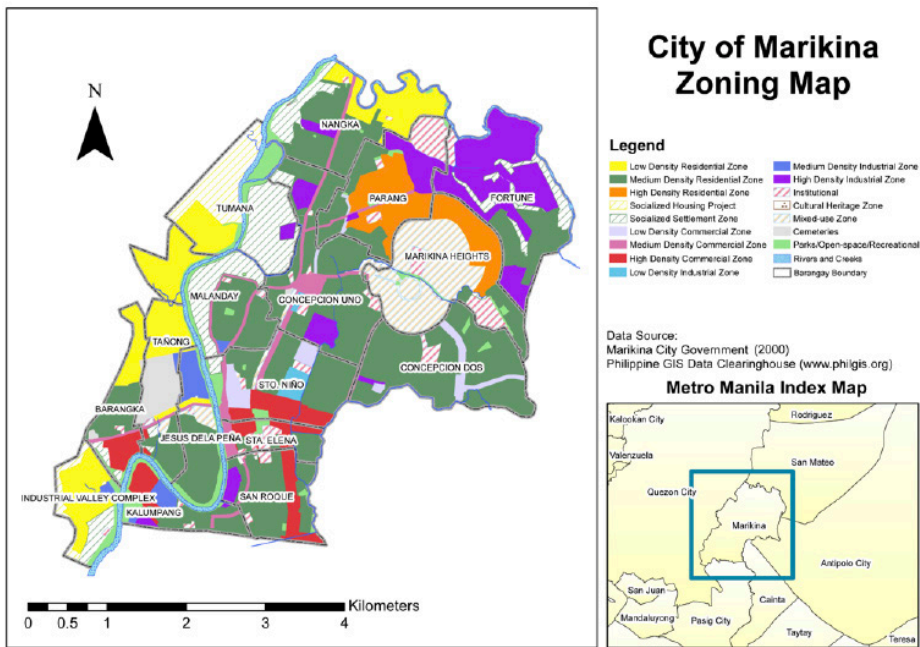 City of Marikina
Zoning Map
N
NANGKA
PARANG
FORTUNE
TUMANA
MARIKINA HEIGHTS
MALANDAY
CONCEPCION UNO
TAÑONG
CONCEPCION DOS
STO. NIÑO
BARANGKA
JESUS DELA PEÑA
STA. ELENA
INDUSTRIAL VALLEY COMPLEX
SAN ROQUE
KALUMPANG
Kilometers
0 0.5 1 2 3 4
Legend
Low Density Residential Zone
Medium Density Residential Zone
High Density Residential Zone
Socialized Housing Project
Socialized Settlement Zone
Low Density Commercial Zone
Medium Density Commercial Zone
High Density Commercial Zone
Low Density Industrial Zone
Medium Density Industrial Zone
High Density Industrial Zone
Institutional
Cultural Heritage Zone
Mixed-use Zone
Cemeteries
Parks/Open-space/Recreational
Rivers and Creeks
Barangay Boundary
Data Source:
Marikina City Government (2000)
Philippine GIS Data Clearinghouse (www.philgis.org)
Metro Manila Index Map
Kalookan City
Rodriguez
Valenzuela
San Mateo
Quezon City
Marikina
Antipolo City
San Juan
Cainta
Mandaluyong
Pasig City
Taytay
Teresa